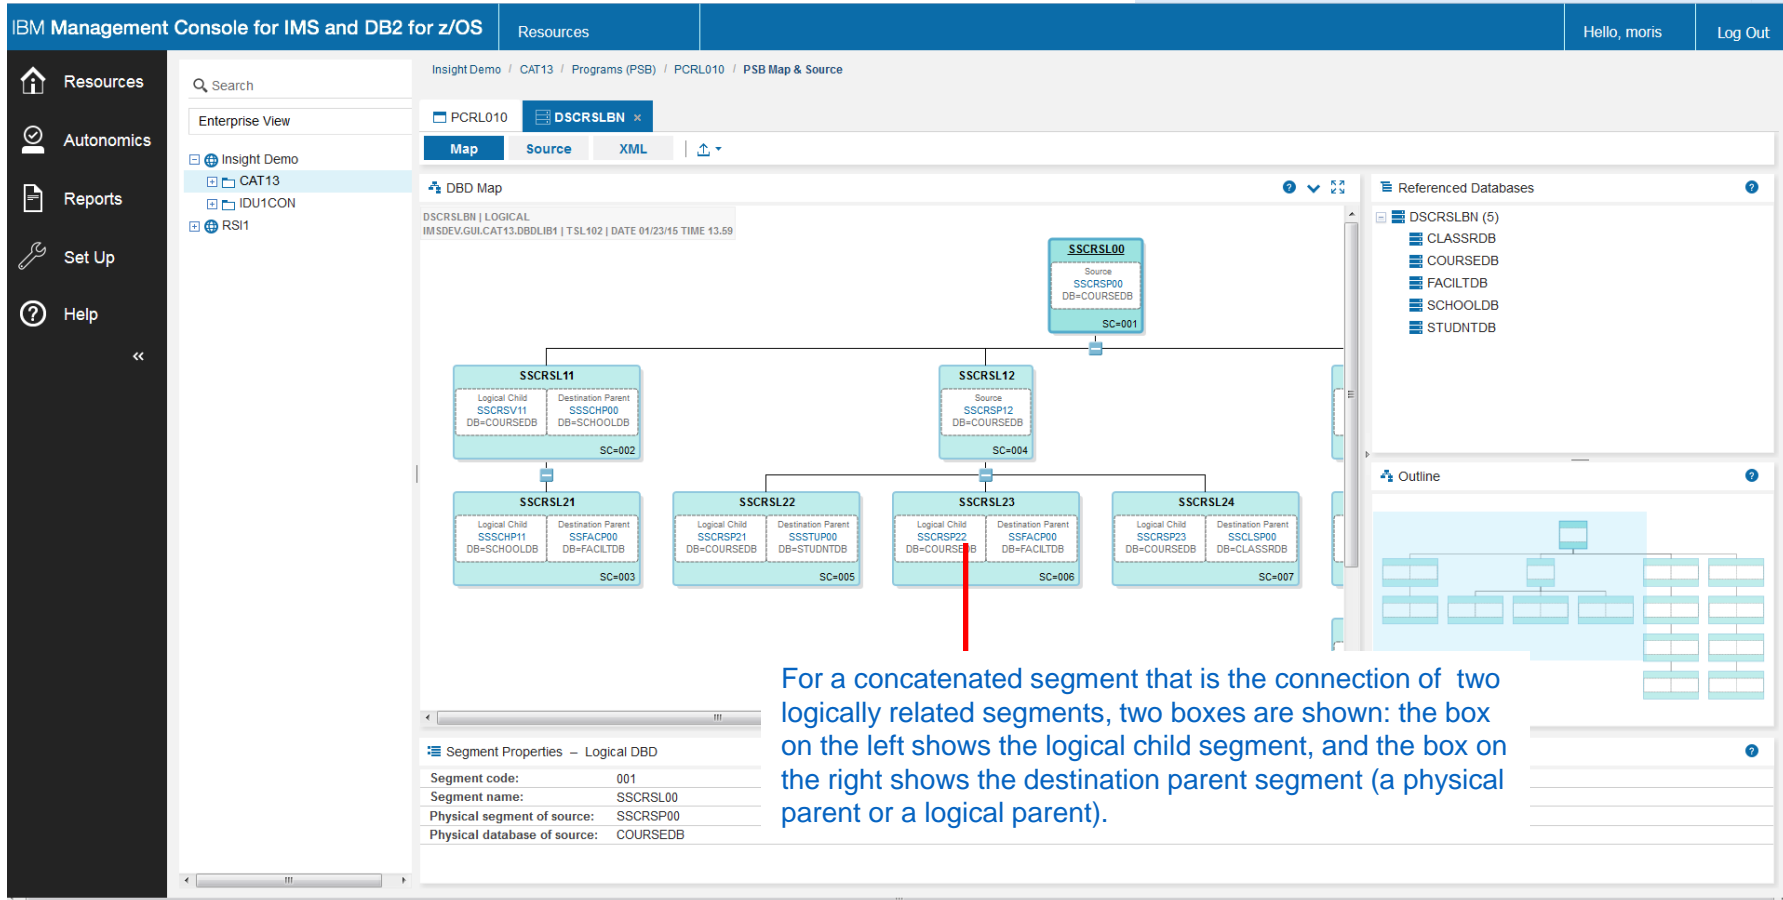 IBM Management Console for IMS and DB2 for z/OS
Resources
Hello, moris
Log Out
Resources
Autonomics
Reports
Set Up
Help
«
Search
Enterprise View
Insight Demo
CAT13
IDU1CON
RSI1
Insight Demo / CAT13 / Programs (PSB) / PCRL010 / PSB Map & Source
PCRL010
DSCRSLBN ×
Map
Source
XML
DBD Map
DSCRSLBN | LOGICAL
IMSDEV.GUI.CAT13.DBDLIB1 | TSL102 | DATE 01/23/15 TIME 13.59
SSCRSL00
Source
SSCRSP00
DB=COURSEDB
SC=001
SSCRSL11
Logical Child
SSCRSV11
DB=COURSEDB
Destination Parent
SSSCHP00
DB=SCHOOLDB
SC=002
SSCRSL12
Source
SSCRSP12
DB=COURSEDB
SC=004
SSCRSL21
Logical Child
SSSCHP11
DB=SCHOOLDB
Destination Parent
SSFACP00
DB=FACILTDB
SC=003
SSCRSL22
Logical Child
SSCRSP21
DB=COURSEDB
Destination Parent
SSSTUP00
DB=STUDNTDB
SC=005
SSCRSL23
Logical Child
SSCRSP22
DB=COURSEDB
Destination Parent
SSFACP00
DB=FACILTDB
SC=006
SSCRSL24
Logical Child
SSCRSP23
DB=COURSEDB
Destination Parent
SSCLSP00
DB=CLASSRDB
SC=007
For a concatenated segment that is the connection of two
logically related segments, two boxes are shown: the box
on the left shows the logical child segment, and the box on
the right shows the destination parent segment (a physical
parent or a logical parent).
Segment Properties – Logical DBD
Segment code: 001
Segment name: SSCRSL00
Physical segment of source: SSCRSP00
Physical database of source: COURSEDB
Referenced Databases
DSCRSLBN (5)
CLASSRDB
COURSEDB
FACILTDB
SCHOOLDB
STUDNTDB
Outline